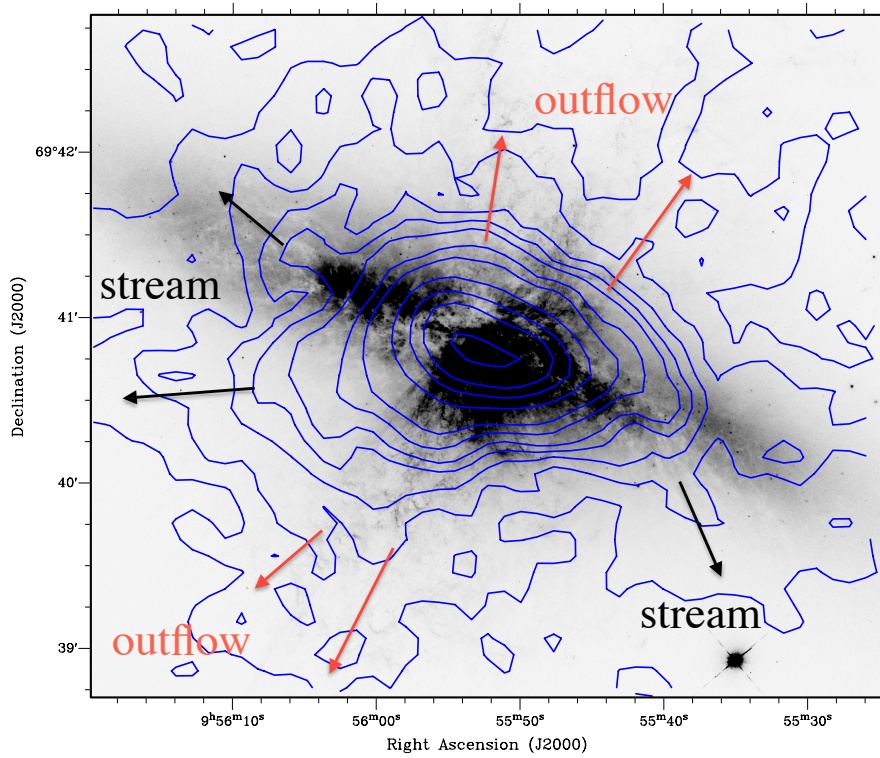 outflow
69°42'
stream
41'
Declination (J2000)
40'
stream
outflow
39'
9ʰ56ᵐ10ˢ 56ᵐ00ˢ 55ᵐ50ˢ 55ᵐ40ˢ 55ᵐ30ˢ
Right Ascension (J2000)